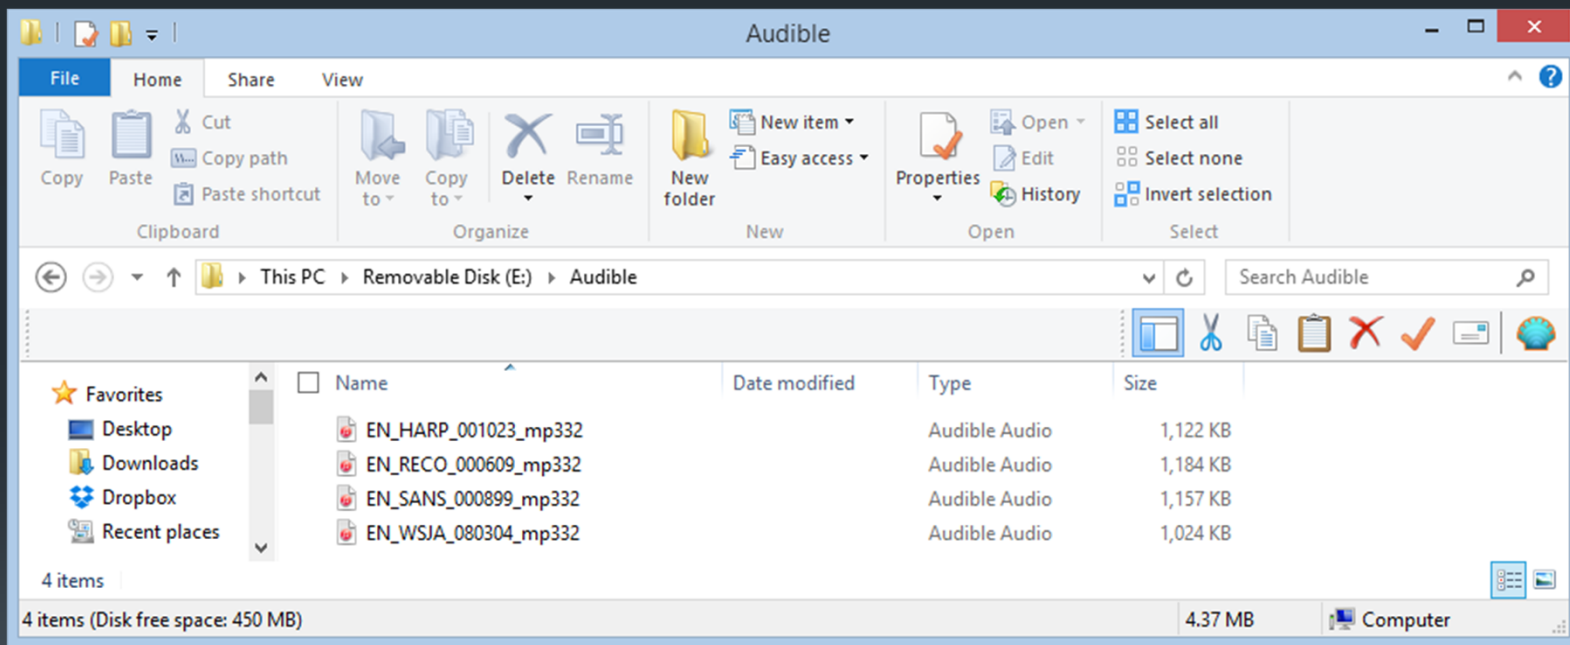 Audible
File Home Share View
Copy
Paste
Cut
Copy path
Paste shortcut
Clipboard
Move to
Copy to
Delete
Rename
Organize
New folder
New item
Easy access
New
Properties
Open
Edit
History
Open
Select all
Select none
Invert selection
Select
This PC Removable Disk (E:) Audible
Search Audible
Favorites
Desktop
Downloads
Dropbox
Recent places
Name Date modified Type Size
EN_HARP_001023_mp332 Audible Audio 1,122 KB
EN_RECO_000609_mp332 Audible Audio 1,184 KB
EN_SANS_000899_mp332 Audible Audio 1,157 KB
EN_WSJA_080304_mp332 Audible Audio 1,024 KB
4 items
4 items (Disk free space: 450 MB) 4.37 MB Computer